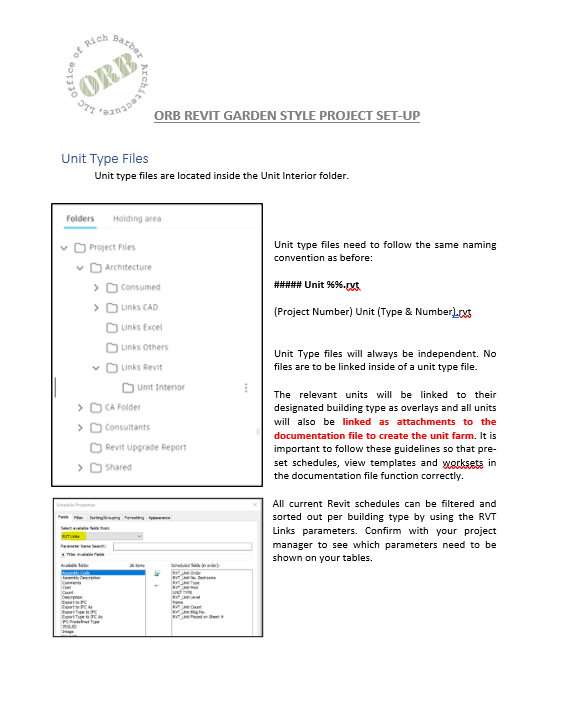 Office of Rich Barber Architecture, LLC
ORB
ORB REVIT GARDEN STYLE PROJECT SET-UP
Unit Type Files
Unit type files are located inside the Unit Interior folder.
Folders Holding area
Project Files
Architecture
Consumed
Links CAD
Links Excel
Links Others
Links Revit
Unit Interior
CA Folder
Consultants
Revit Upgrade Report
Shared
Unit type files need to follow the same naming
convention as before:
##### Unit %%.rvt
(Project Number) Unit (Type & Number).rvt
Unit Type files will always be independent. No
files are to be linked inside of a unit type file.
The relevant units will be linked to their
designated building type as overlays and all units
will also be linked as attachments to the
documentation file to create the unit farm. It is
important to follow these guidelines so that pre-
set schedules, view templates and worksets in
the documentation file function correctly.
Schedule Properties
Fields Filter Sorting/Grouping Formatting Appearance
Select available fields from:
RVT Links
Parameter Name Search:
Filter Available Fields
Available fields: 26 items
Assembly Code
Assembly Description
Comments
Cost
Count
Description
Export to IFC
Export to IFC As
Export Type to IFC
Export Type to IFC As
IFC Predefined Type
Image
Scheduled fields (in order):
RVT_Unit Order
RVT_Unit No. Bedrooms
RVT_Unit Type
RVT_Unit Mod
UNIT TYPE
RVT_Unit Level
Name
RVT_Unit Count
RVT_Unit Bldg No.
RVT_Unit Placed on Sheet #
All current Revit schedules can be filtered and
sorted out per building type by using the RVT
Links parameters. Confirm with your project
manager to see which parameters need to be
shown on your tables.